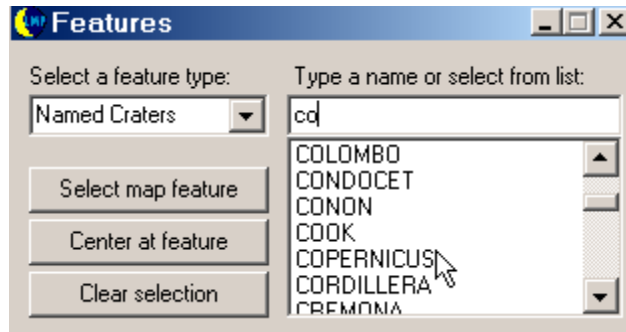 Features
Select a feature type:
Type a name or select from list:
Named Craters
co
COLOMBO
CONDOCET
CONON
COOK
COPERNICUS
CORDILLERA
CREMONA
Select map feature
Center at feature
Clear selection